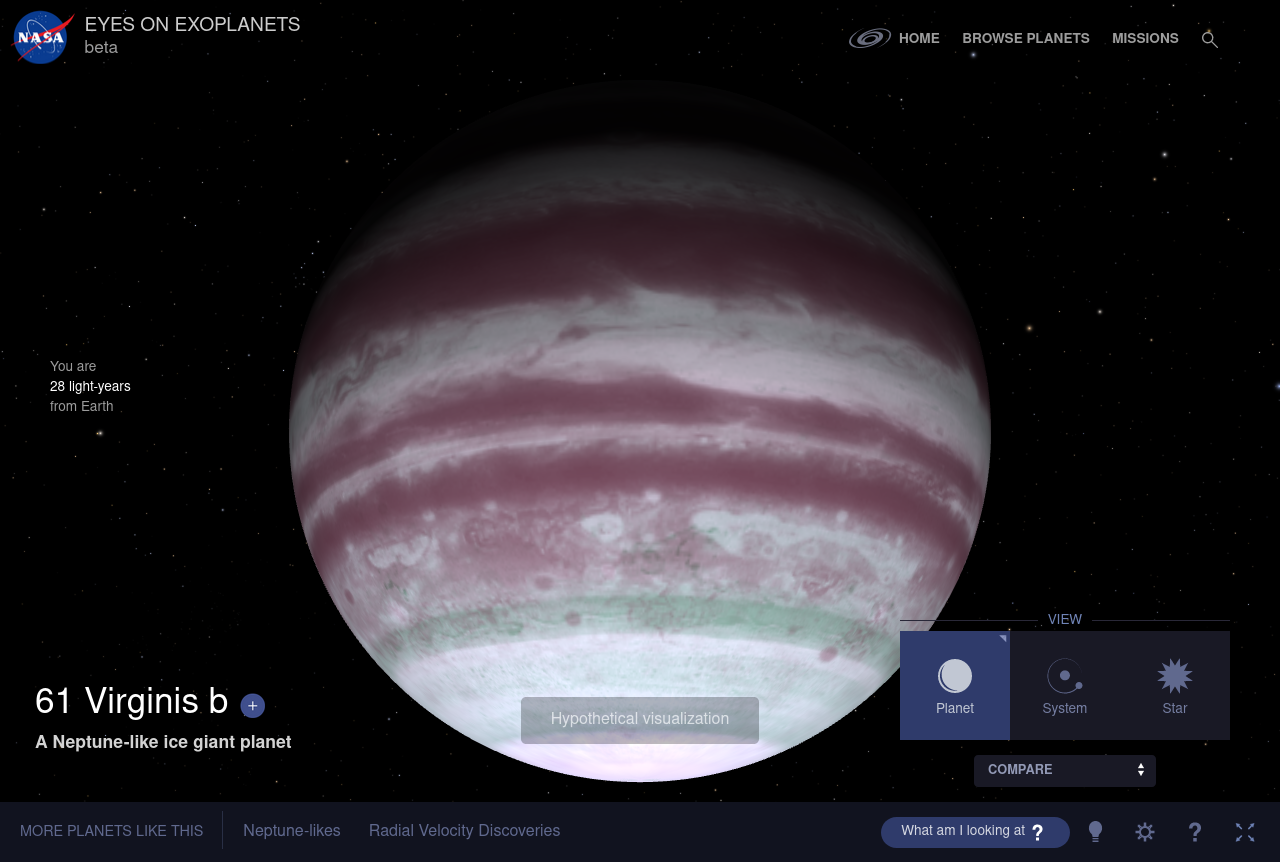 NASA
EYES ON EXOPLANETS
beta
HOME
BROWSE PLANETS
MISSIONS
You are
28 light-years
from Earth
VIEW
Planet
System
Star
61 Virginis b +
A Neptune-like ice giant planet
Hypothetical visualization
COMPARE
MORE PLANETS LIKE THIS
Neptune-likes
Radial Velocity Discoveries
What am I looking at ?
?